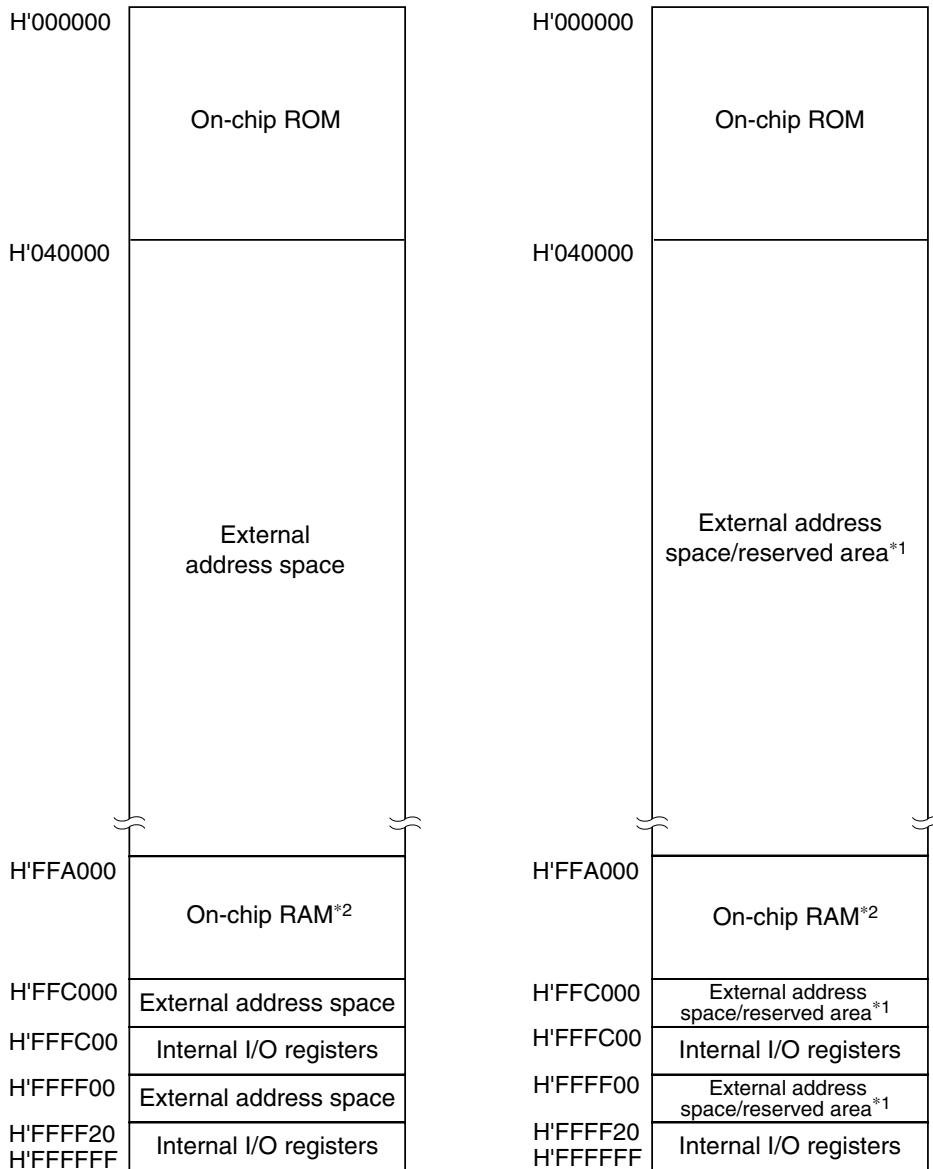 H'000000
On-chip ROM
H'040000
External
address space
H'FFA000
On-chip RAM*2
H'FFC000
External address space
H'FFFC00
Internal I/O registers
H'FFFF00
External address space
H'FFFF20
Internal I/O registers
H'FFFFFF
H'000000
On-chip ROM
H'040000
External address
space/reserved area*1
H'FFA000
On-chip RAM*2
H'FFC000
External address
space/reserved area*1
H'FFFC00
Internal I/O registers
H'FFFF00
External address
space/reserved area*1
H'FFFF20
Internal I/O registers
H'FFFFFF